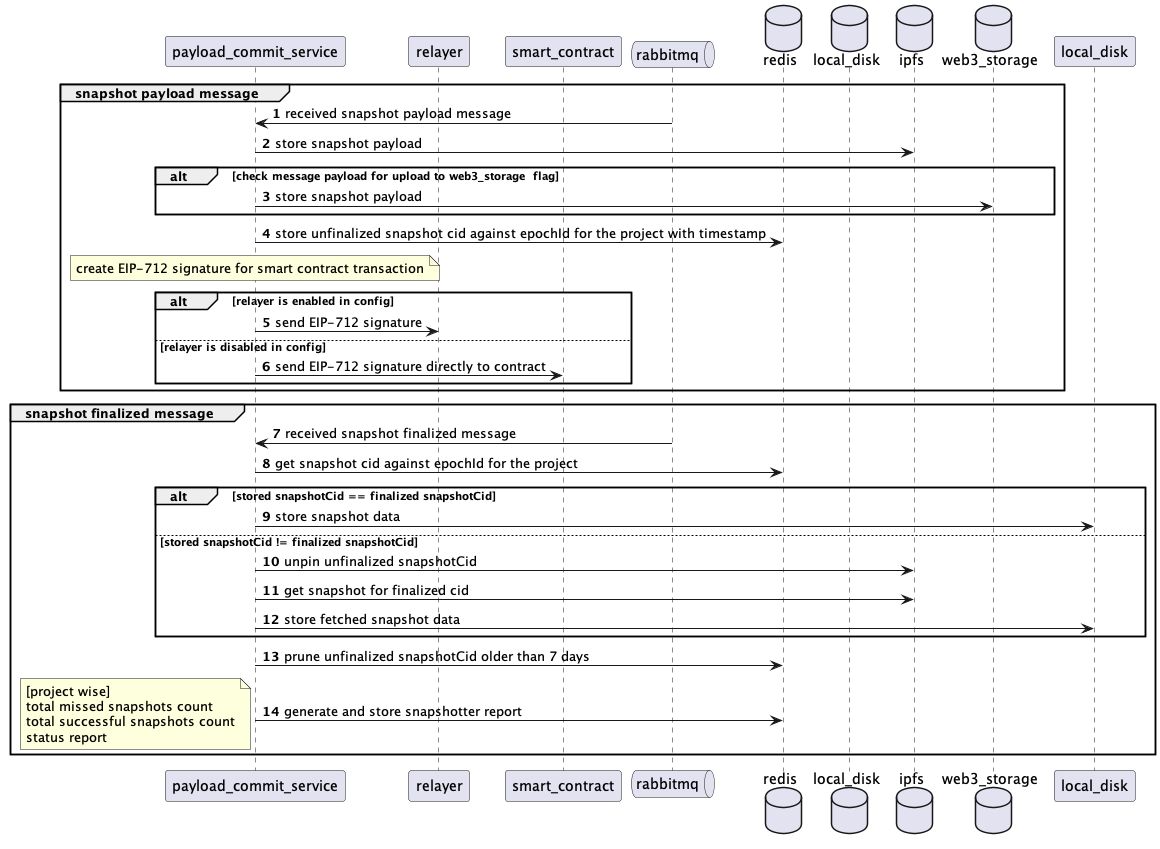 payload_commit_service
relayer
smart_contract
rabbitmq
redis
local_disk
ipfs
web3_storage
local_disk
snapshot payload message
1 received snapshot payload message
2 store snapshot payload
alt [check message payload for upload to web3_storage  flag]
3 store snapshot payload
4 store unfinalized snapshot cid against epochId for the project with timestamp
create EIP-712 signature for smart contract transaction
alt [relayer is enabled in config]
5 send EIP-712 signature
[relayer is disabled in config]
6 send EIP-712 signature directly to contract
snapshot finalized message
7 received snapshot finalized message
8 get snapshot cid against epochId for the project
alt [stored snapshotCid == finalized snapshotCid]
9 store snapshot data
[stored snapshotCid != finalized snapshotCid]
10 unpin unfinalized snapshotCid
11 get snapshot for finalized cid
12 store fetched snapshot data
13 prune unfinalized snapshotCid older than 7 days
[project wise]
total missed snapshots count
total successful snapshots count
status report
14 generate and store snapshotter report
payload_commit_service
relayer
smart_contract
rabbitmq
redis
local_disk
ipfs
web3_storage
local_disk